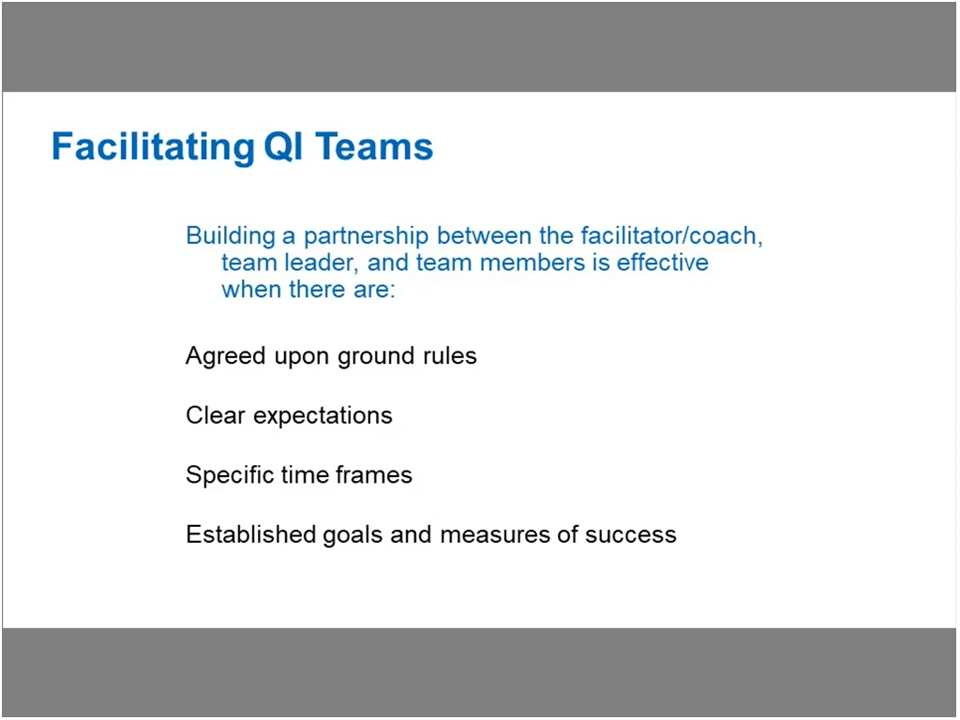 Facilitating QI Teams
Building a partnership between the facilitator/coach,
team leader, and team members is effective
when there are:
Agreed upon ground rules
Clear expectations
Specific time frames
Established goals and measures of success